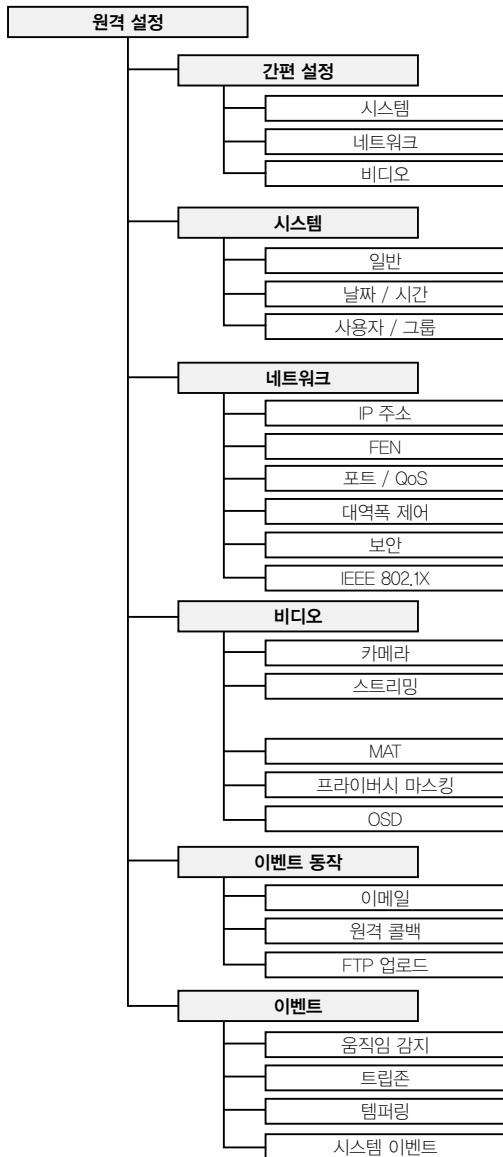 원격 설정
간편 설정
시스템
네트워크
비디오
시스템
일반
날짜 / 시간
사용자 / 그룹
네트워크
IP 주소
FEN
포트 / QoS
대역폭 제어
보안
IEEE 802.1X
비디오
카메라
스트리밍
MAT
프라이버시 마스킹
OSD
이벤트 동작
이메일
원격 콜백
FTP 업로드
이벤트
움직임 감지
트립존
템퍼링
시스템 이벤트